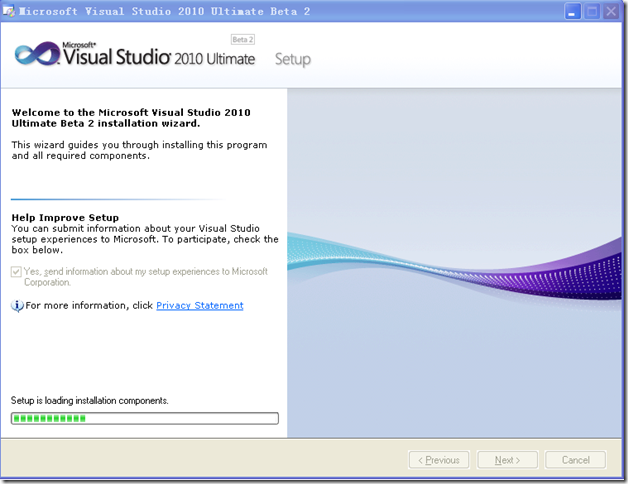 Microsoft Visual Studio 2010 Ultimate Beta 2
Beta 2
Microsoft®
Visual Studio® 2010 Ultimate Setup
Welcome to the Microsoft Visual Studio 2010
Ultimate Beta 2 installation wizard.
This wizard guides you through installing this program
and all required components.
Help Improve Setup
You can submit information about your Visual Studio
setup experiences to Microsoft. To participate, check the
box below.
Yes, send information about my setup experiences to Microsoft
Corporation.
For more information, click Privacy Statement
Setup is loading installation components.
< Previous Next > Cancel